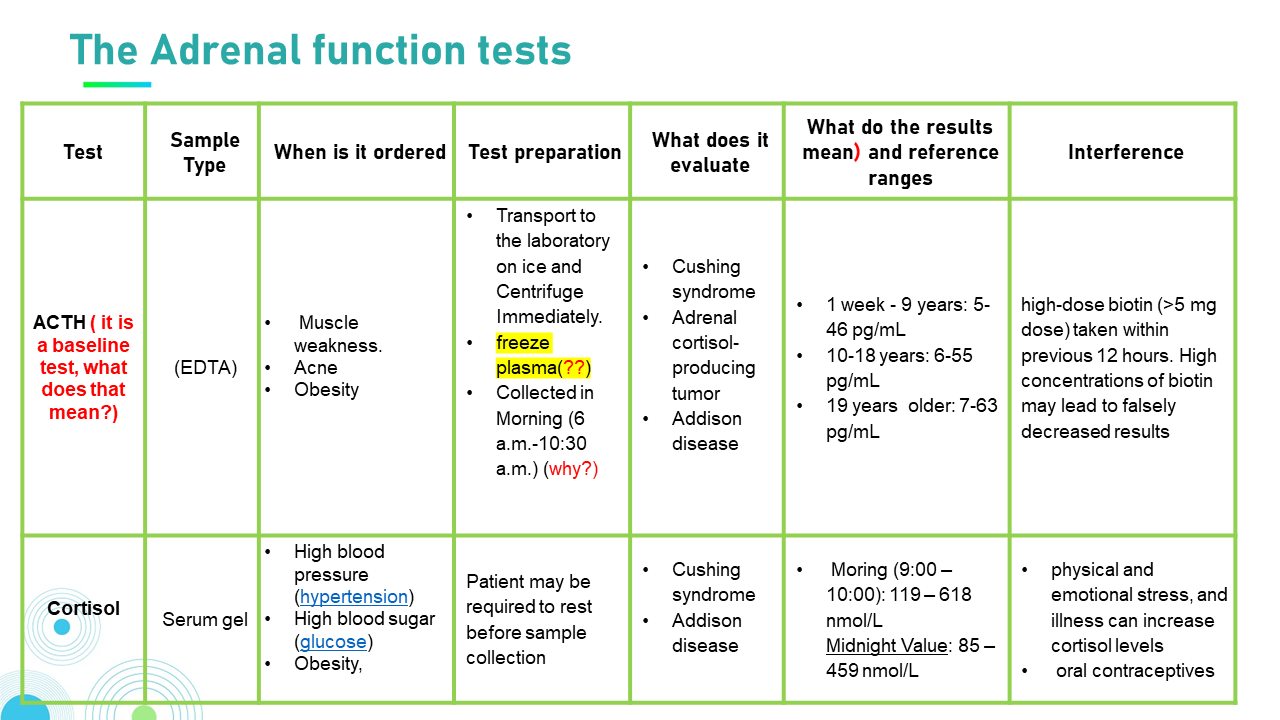 The Adrenal function tests
Test
Sample
Type
When is it ordered
Test preparation
What does it
evaluate
What do the results
mean) and reference
ranges
Interference
ACTH ( it is
a baseline
test, what
does that
mean?)
(EDTA)
• Muscle
weakness.
• Acne
• Obesity
• Transport to
the laboratory
on ice and
Centrifuge
Immediately.
• freeze
plasma(??)
• Collected in
Morning (6
a.m.-10:30
a.m.) (why?)
• Cushing
syndrome
• Adrenal
cortisol-
producing
tumor
• Addison
disease
• 1 week - 9 years: 5-
46 pg/mL
• 10-18 years: 6-55
pg/mL
• 19 years older: 7-63
pg/mL
high-dose biotin (>5 mg
dose) taken within
previous 12 hours. High
concentrations of biotin
may lead to falsely
decreased results
Cortisol
Serum gel
• High blood
pressure
(hypertension)
• High blood sugar
(glucose)
• Obesity,
Patient may be
required to rest
before sample
collection
• Cushing
syndrome
• Addison
disease
• Moring (9:00 –
10:00): 119 – 618
nmol/L
Midnight Value: 85 –
459 nmol/L
• physical and
emotional stress, and
illness can increase
cortisol levels
• oral contraceptives